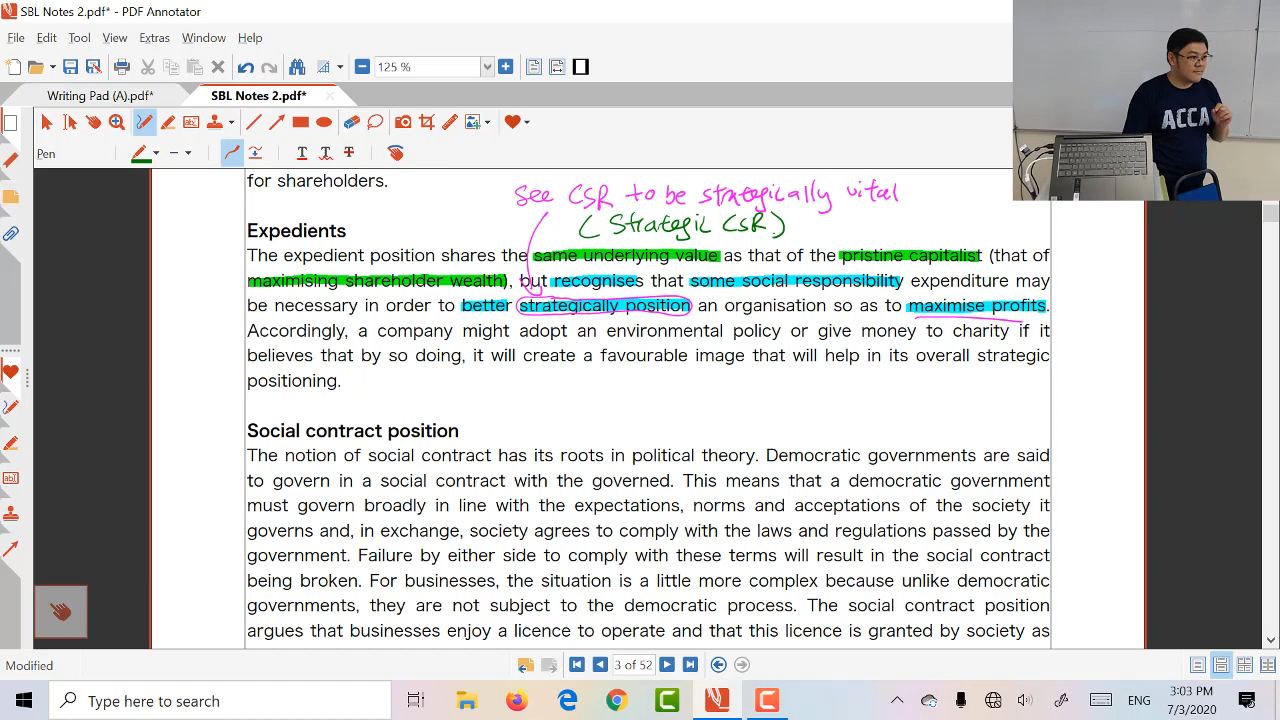 SBL Notes 2.pdf* - PDF Annotator
File Edit Tool View Extras Window Help
125 %
Writing Pad (A).pdf* SBL Notes 2.pdf*
ACCA
Pen
for shareholders.
See CSR to be strategically vital
(Strategic CSR)
Expedients
The expedient position shares the same underlying value as that of the pristine capitalist (that of
maximising shareholder wealth), but recognises that some social responsibility expenditure may
be necessary in order to better strategically position an organisation so as to maximise profits.
Accordingly, a company might adopt an environmental policy or give money to charity if it
believes that by so doing, it will create a favourable image that will help in its overall strategic
positioning.
Social contract position
The notion of social contract has its roots in political theory. Democratic governments are said
to govern in a social contract with the governed. This means that a democratic government
must govern broadly in line with the expectations, norms and acceptations of the society it
governs and, in exchange, society agrees to comply with the laws and regulations passed by the
government. Failure by either side to comply with these terms will result in the social contract
being broken. For businesses, the situation is a little more complex because unlike democratic
governments, they are not subject to the democratic process. The social contract position
argues that businesses enjoy a licence to operate and that this licence is granted by society as
Modified
3 of 52
Type here to search
ENG
3:03 PM
7/3/2020